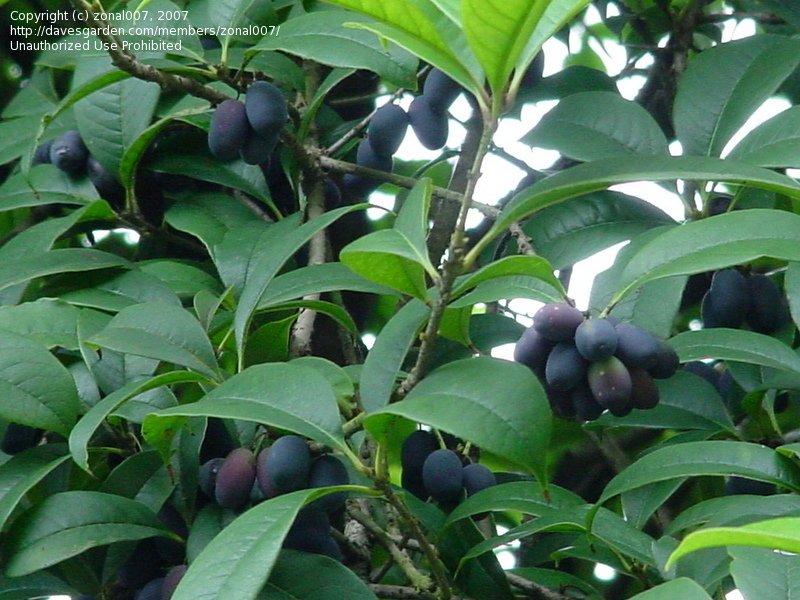 Copyright (c) zonal007, 2007
http://davesgarden.com/members/zonal007/
Unauthorized Use Prohibited